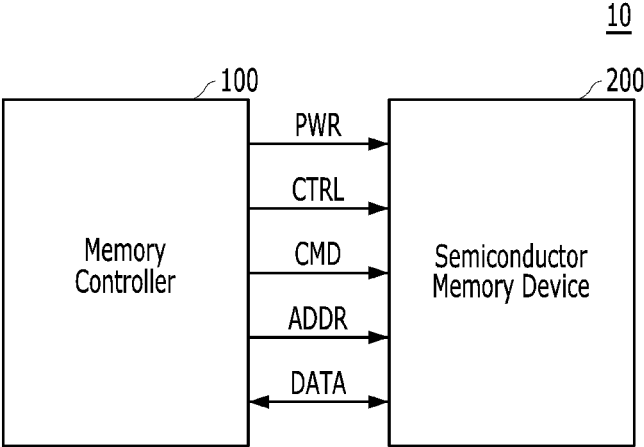 10
100
200
PWR
CTRL
CMD
ADDR
DATA
Memory
Controller
Semiconductor
Memory Device